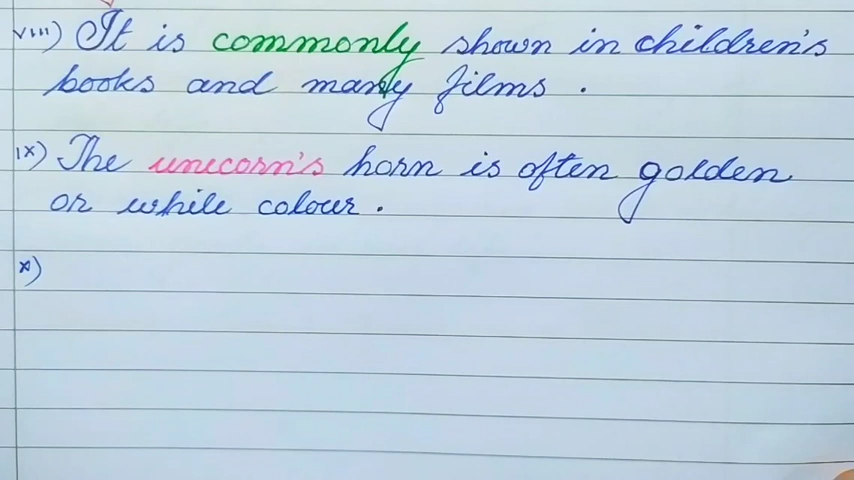 viii) It is commonly shown in children's
books and many films .
ix) The unicorn's horn is often golden
or while colour .
x)